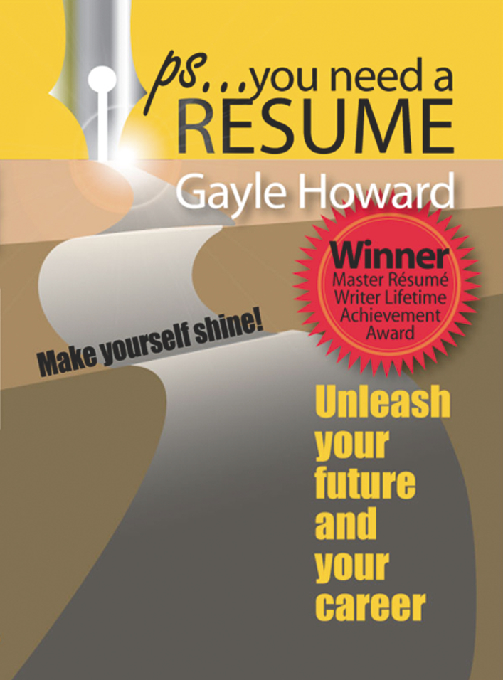 ps...you need a
RESUME
Gayle Howard
Winner
Master Résumé
Writer Lifetime
Achievement
Award
Make yourself shine!
Unleash
your
future
and
your
career